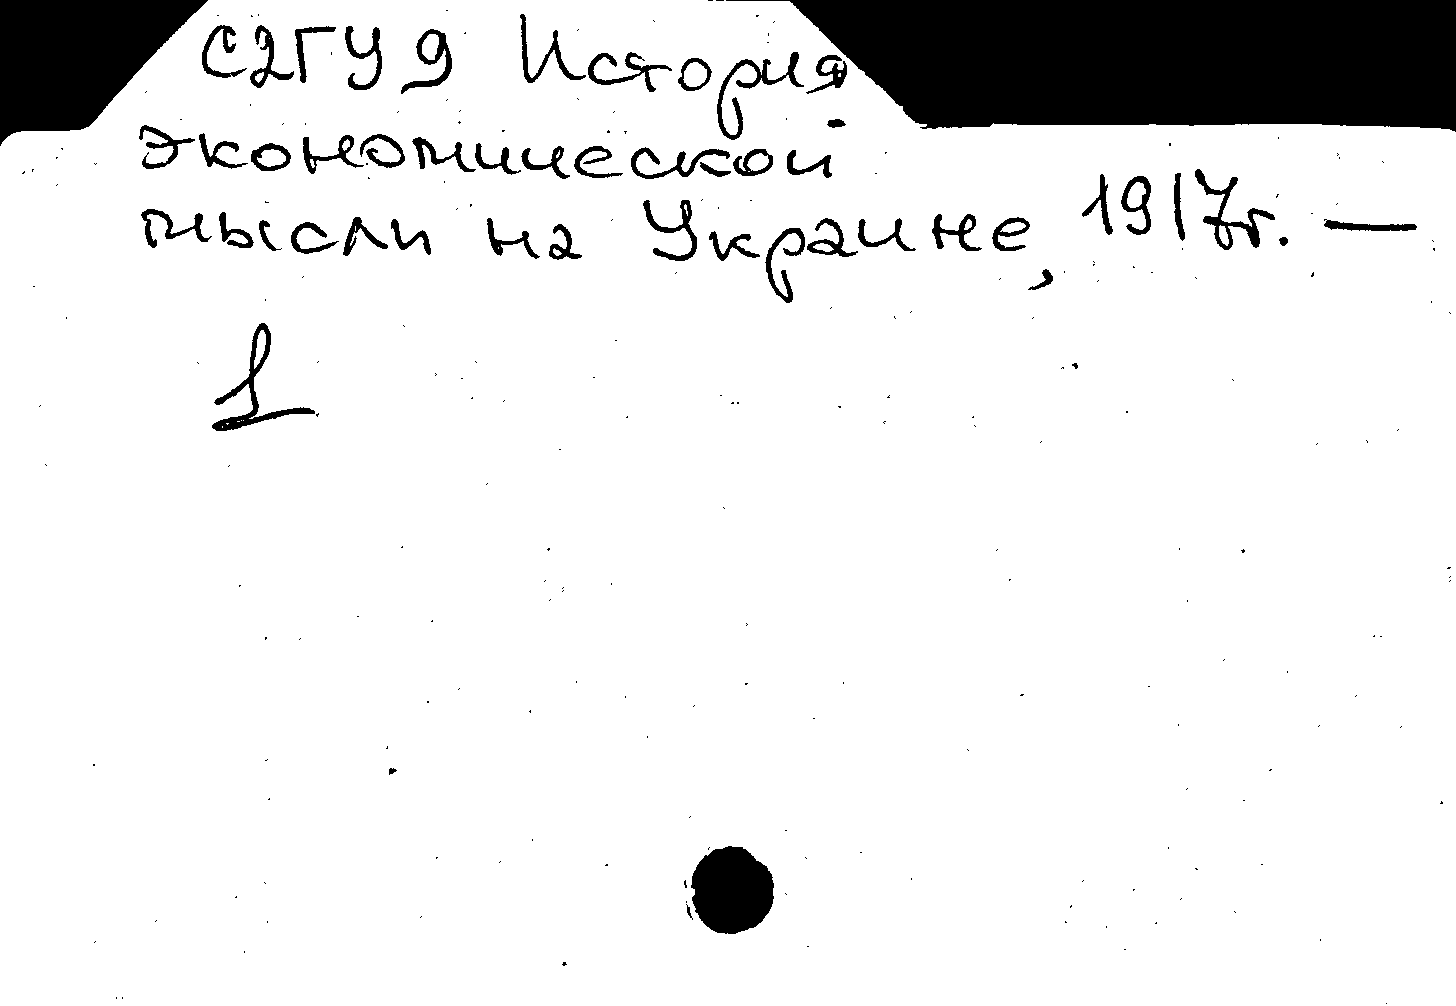 С2ГУ9 История
экономической
мысли на Украине, 1917г. —
1